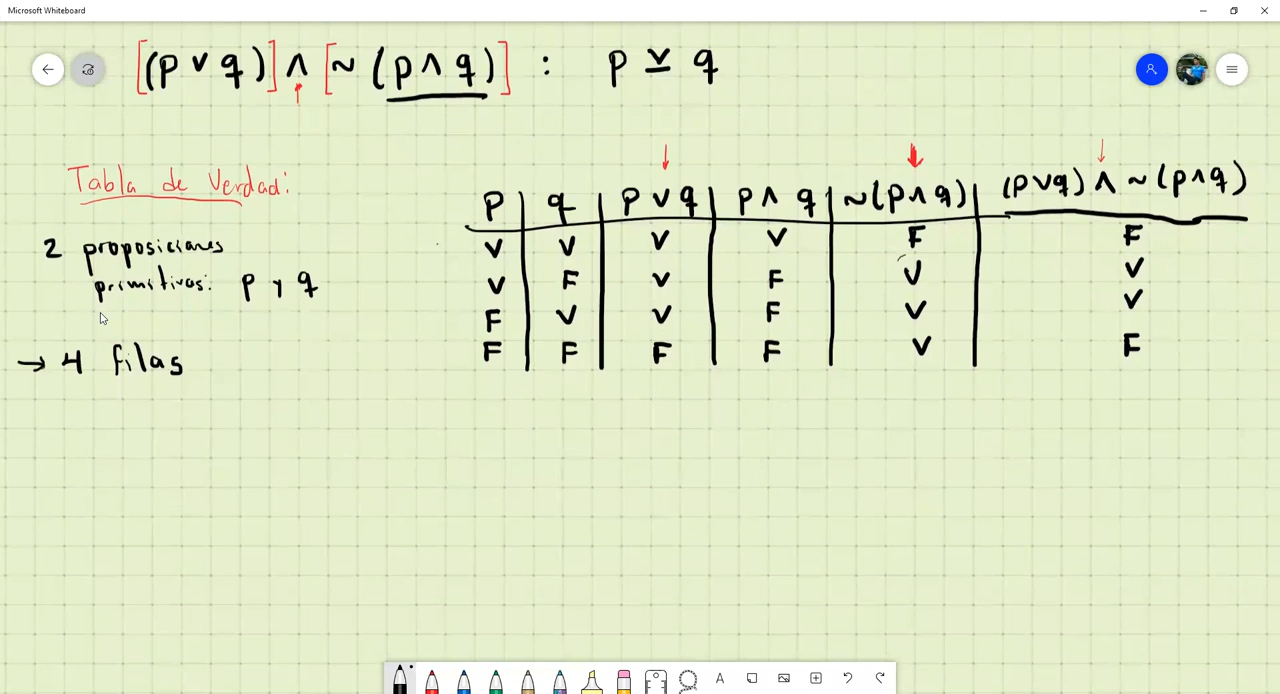 Microsoft Whiteboard
[(p ∨ q)] ∧ [~ (p ∧ q)] : p ⊻ q
Tabla de Verdad:
2 proposiciones
primitivas: p y q
→ 4 filas
p q p ∨ q p ∧ q ~(p ∧ q) (p ∨ q) ∧ ~(p ∧ q)
V V V V F F
V F V F V V
F V V F V V
F F F F V F
A